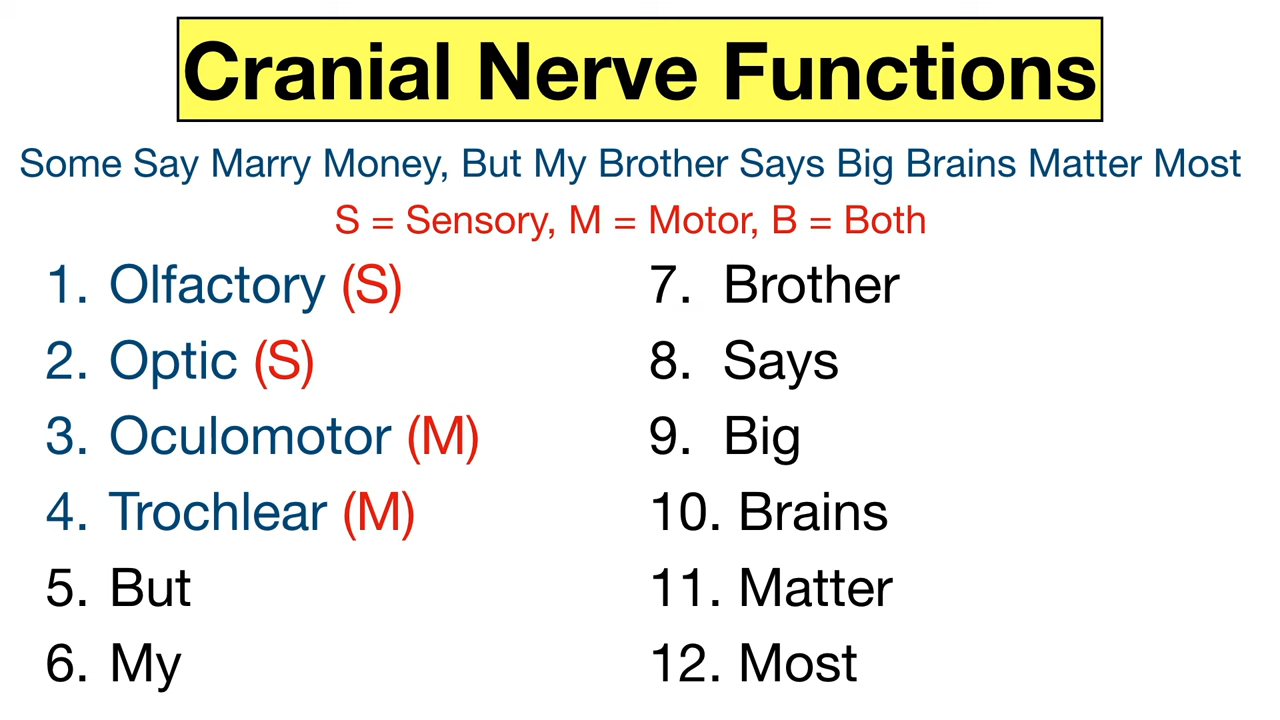 Cranial Nerve Functions
Some Say Marry Money, But My Brother Says Big Brains Matter Most
S = Sensory, M = Motor, B = Both
1. Olfactory (S)
2. Optic (S)
3. Oculomotor (M)
4. Trochlear (M)
5. But
6. My
7. Brother
8. Says
9. Big
10. Brains
11. Matter
12. Most